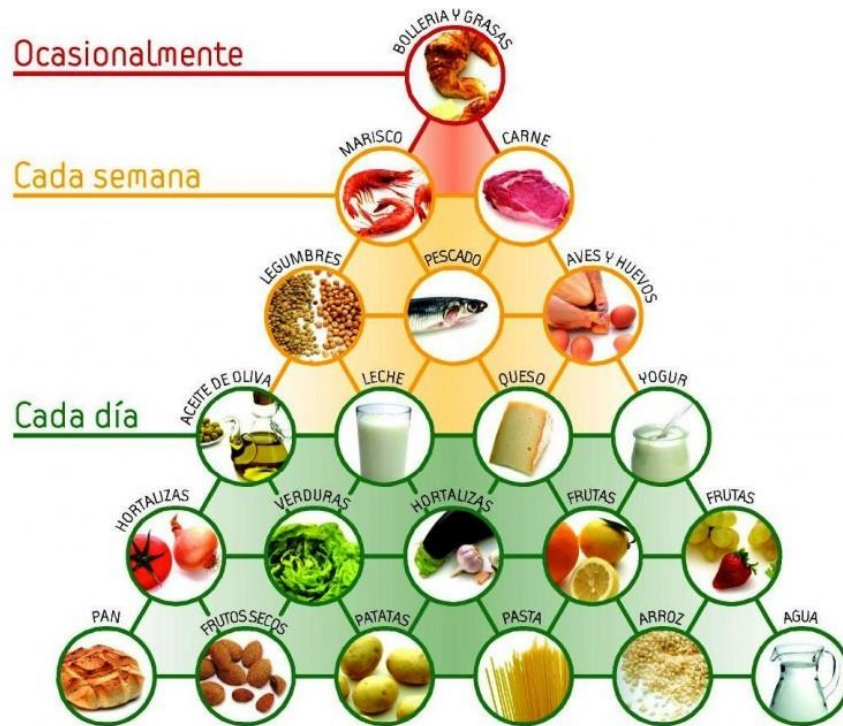 BOLLERIA Y GRASAS
Ocasionalmente
MARISCO
CARNE
Cada semana
LEGUMBRES
PESCADO
AVES Y HUEVOS
ACEITE DE OLIVA
LECHE
QUESO
YOGUR
Cada día
HORTALIZAS
VERDURAS
HORTALIZAS
FRUTAS
FRUTAS
PAN
FRUTOS SECOS
PATATAS
PASTA
ARROZ
AGUA